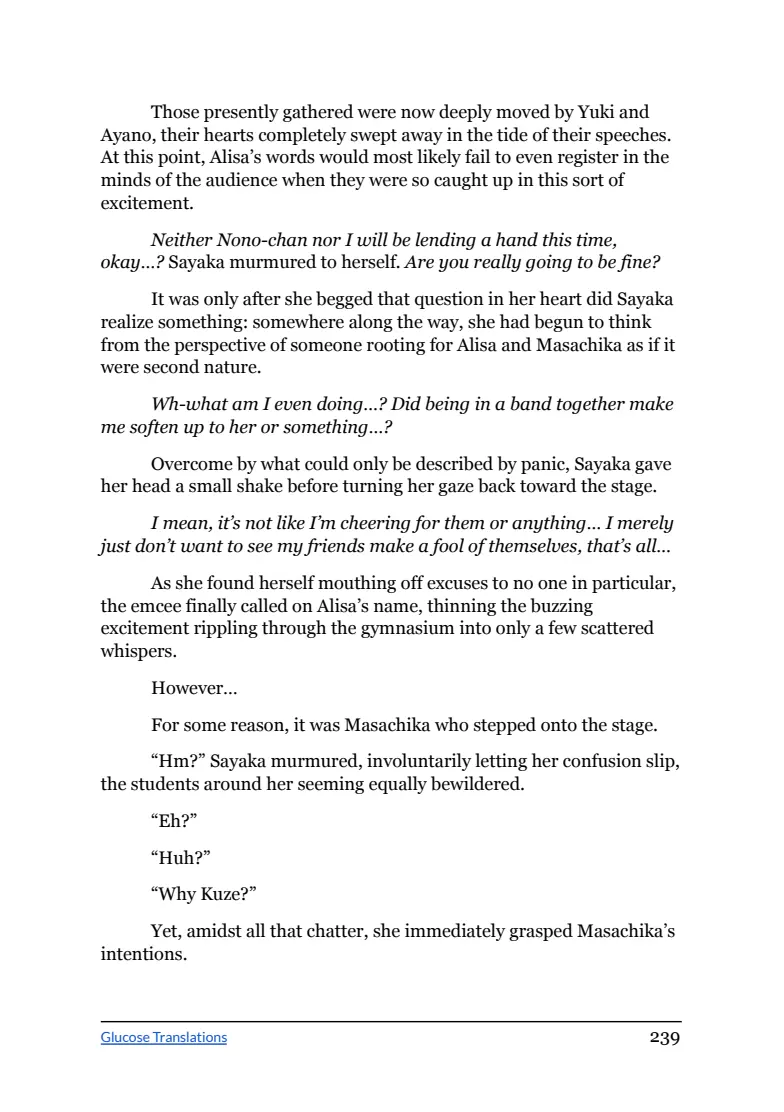 Those presently gathered were now deeply moved by Yuki and
Ayano, their hearts completely swept away in the tide of their speeches.
At this point, Alisa’s words would most likely fail to even register in the
minds of the audience when they were so caught up in this sort of
excitement.
Neither Nono-chan nor I will be lending a hand this time,
okay…? Sayaka murmured to herself. Are you really going to be fine?
It was only after she begged that question in her heart did Sayaka
realize something: somewhere along the way, she had begun to think
from the perspective of someone rooting for Alisa and Masachika as if it
were second nature.
Wh-what am I even doing…? Did being in a band together make
me soften up to her or something…?
Overcome by what could only be described by panic, Sayaka gave
her head a small shake before turning her gaze back toward the stage.
I mean, it’s not like I’m cheering for them or anything… I merely
just don’t want to see my friends make a fool of themselves, that’s all…
As she found herself mouthing off excuses to no one in particular,
the emcee finally called on Alisa’s name, thinning the buzzing
excitement rippling through the gymnasium into only a few scattered
whispers.
However…
For some reason, it was Masachika who stepped onto the stage.
“Hm?” Sayaka murmured, involuntarily letting her confusion slip,
the students around her seeming equally bewildered.
“Eh?”
“Huh?”
“Why Kuze?”
Yet, amidst all that chatter, she immediately grasped Masachika’s
intentions.
Glucose Translations
239